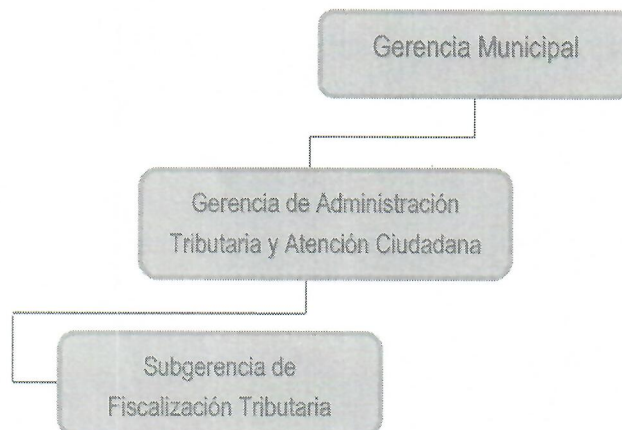 Gerencia Municipal
Gerencia de Administración
Tributaria y Atención Ciudadana
Subgerencia de
Fiscalización Tributaria